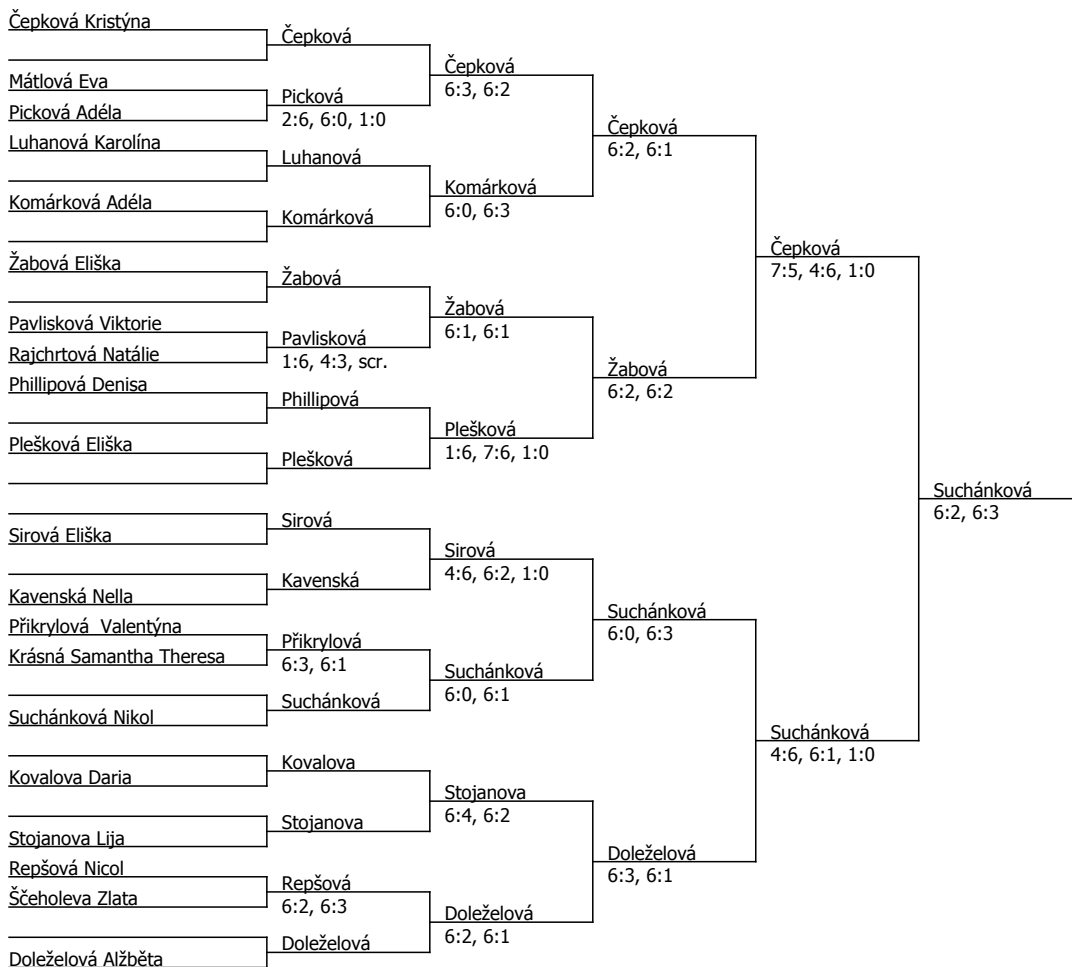 Čepková Kristýna
Mátlová Eva
Picková Adéla
Luhanová Karolína
Komárková Adéla
Žabová Eliška
Pavlisková Viktorie
Rajchrtová Natálie
Phillipová Denisa
Plešková Eliška
Sirová Eliška
Kavenská Nella
Přikrylová  Valentýna
Krásná Samantha Theresa
Suchánková Nikol
Kovalova Daria
Stojanova Lija
Repšová Nicol
Ščeholeva Zlata
Doleželová Alžběta
Čepková
Picková
2:6, 6:0, 1:0
Luhanová
Komárková
Žabová
Pavlisková
1:6, 4:3, scr.
Phillipová
Plešková
Sirová
Kavenská
Přikrylová
6:3, 6:1
Suchánková
Kovalova
Stojanova
Repšová
6:2, 6:3
Doleželová
Čepková
6:3, 6:2
Komárková
6:0, 6:3
Žabová
6:1, 6:1
Plešková
1:6, 7:6, 1:0
Sirová
4:6, 6:2, 1:0
Suchánková
6:0, 6:1
Stojanova
6:4, 6:2
Doleželová
6:2, 6:1
Čepková
6:2, 6:1
Žabová
6:2, 6:2
Suchánková
6:0, 6:3
Doleželová
6:3, 6:1
Čepková
7:5, 4:6, 1:0
Suchánková
4:6, 6:1, 1:0
Suchánková
6:2, 6:3